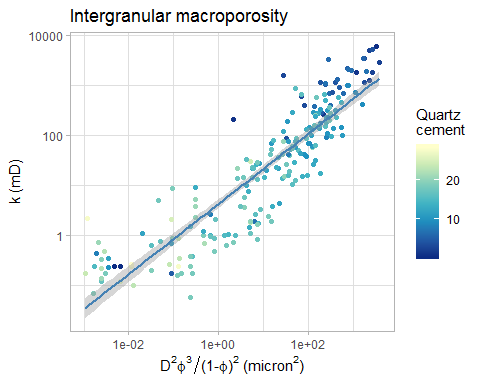 Intergranular macroporosity
10000
100
1
k (mD)
1e-02 1e+00 1e+02
D²ϕ³/(1-ϕ)² (micron²)
Quartz
cement
20
10